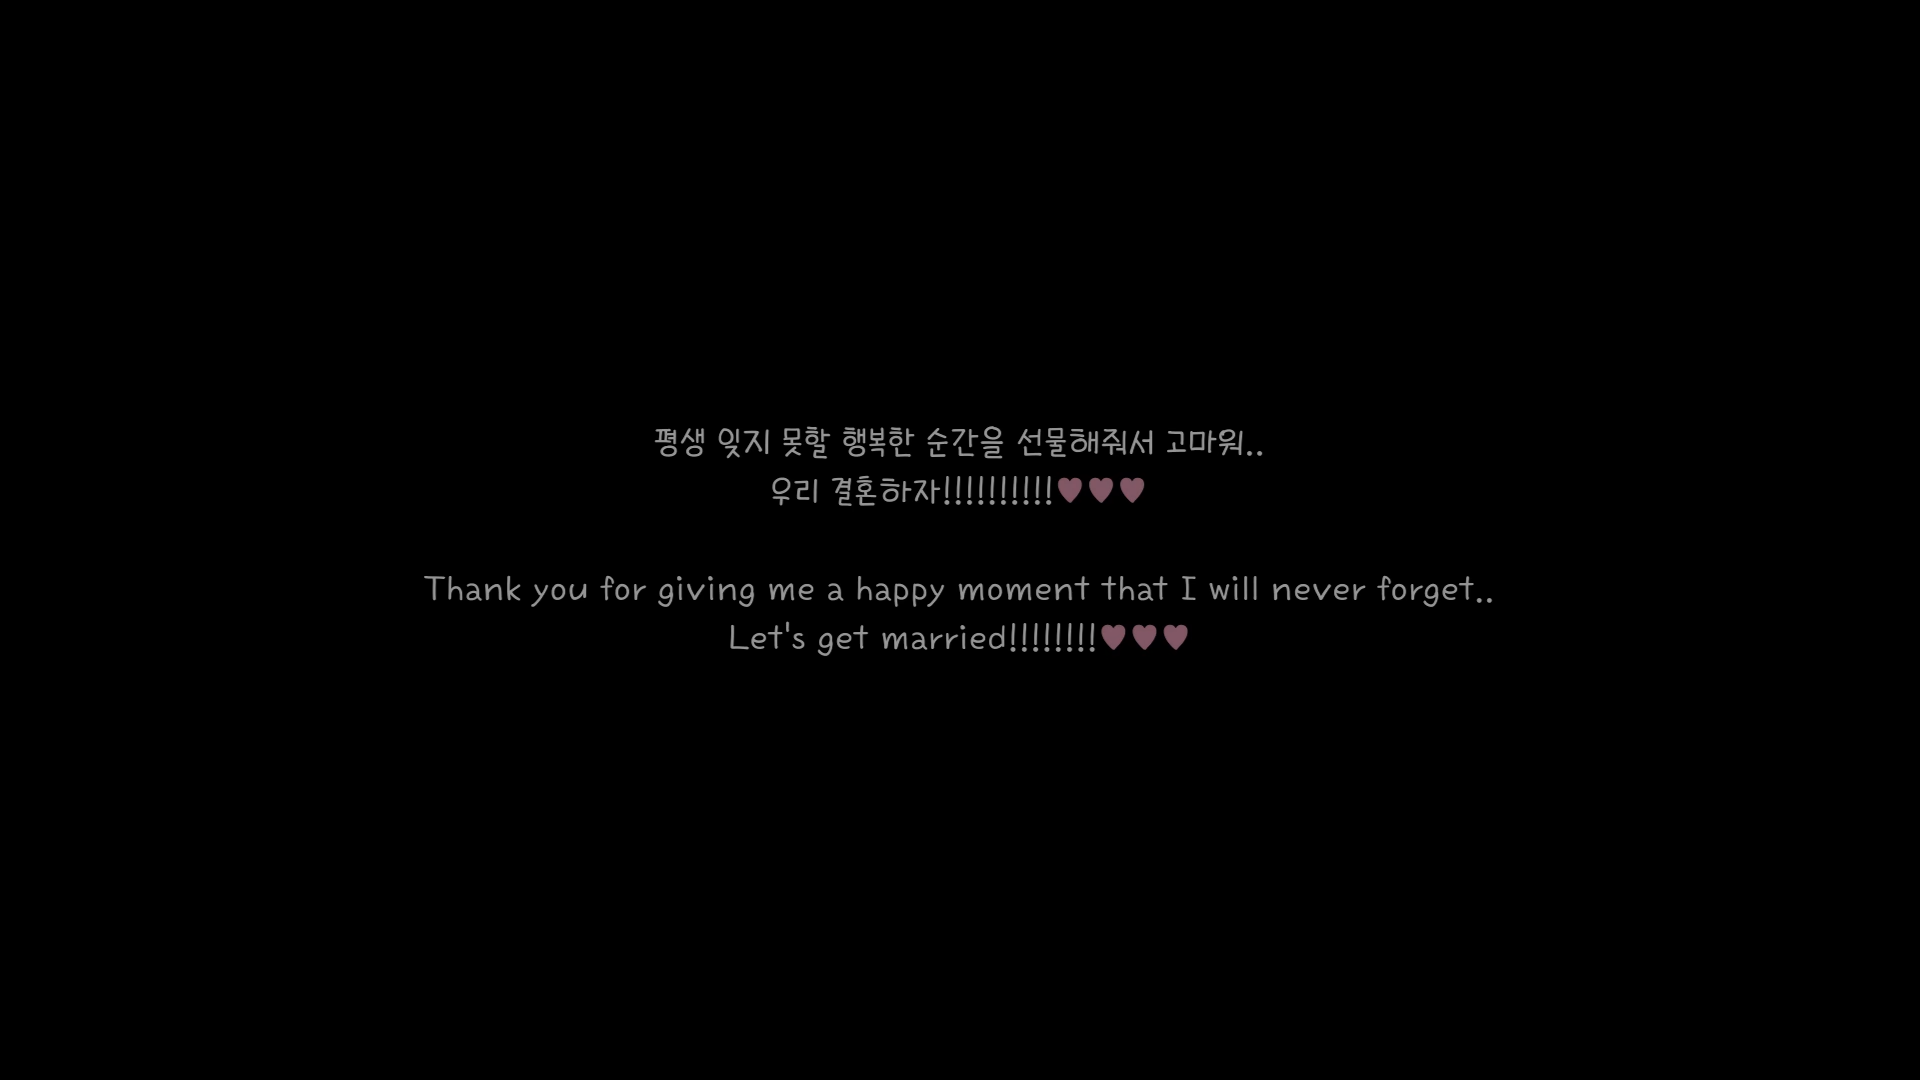 평생 잊지 못할 행복한 순간을 선물해줘서 고마워..
우리 결혼하자!!!!!!!!!!♥♥♥
Thank you for giving me a happy moment that I will never forget..
Let's get married!!!!!!!!♥♥♥